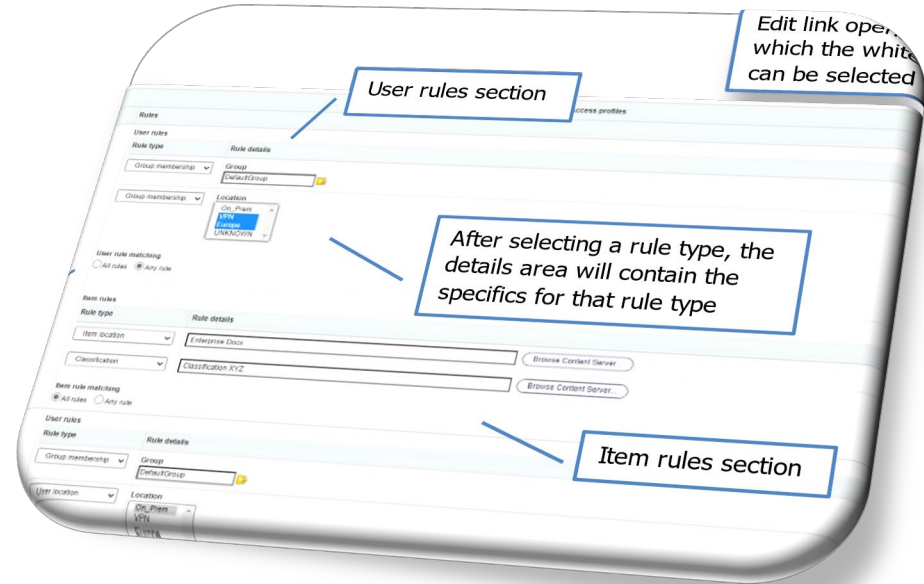 Edit link open
which the white
can be selected
User rules section
Access profiles
Rules
User rules
Rule type Rule details
Group membership Group
DefaultGroup
Group membership Location
On_Prem
VPN
Europe
UNKNOWN
After selecting a rule type, the
details area will contain the
specifics for that rule type
User rule matching
All rules Any rule
Item rules
Rule type Rule details
Item location Enterprise Docs Browse Content Server...
Classification Classification XYZ Browse Content Server...
Item rule matching
All rules Any rule
Item rules section
User rules
Rule type Rule details
Group membership Group
DefaultGroup
User location Location
On_Prem
VPN
Europe